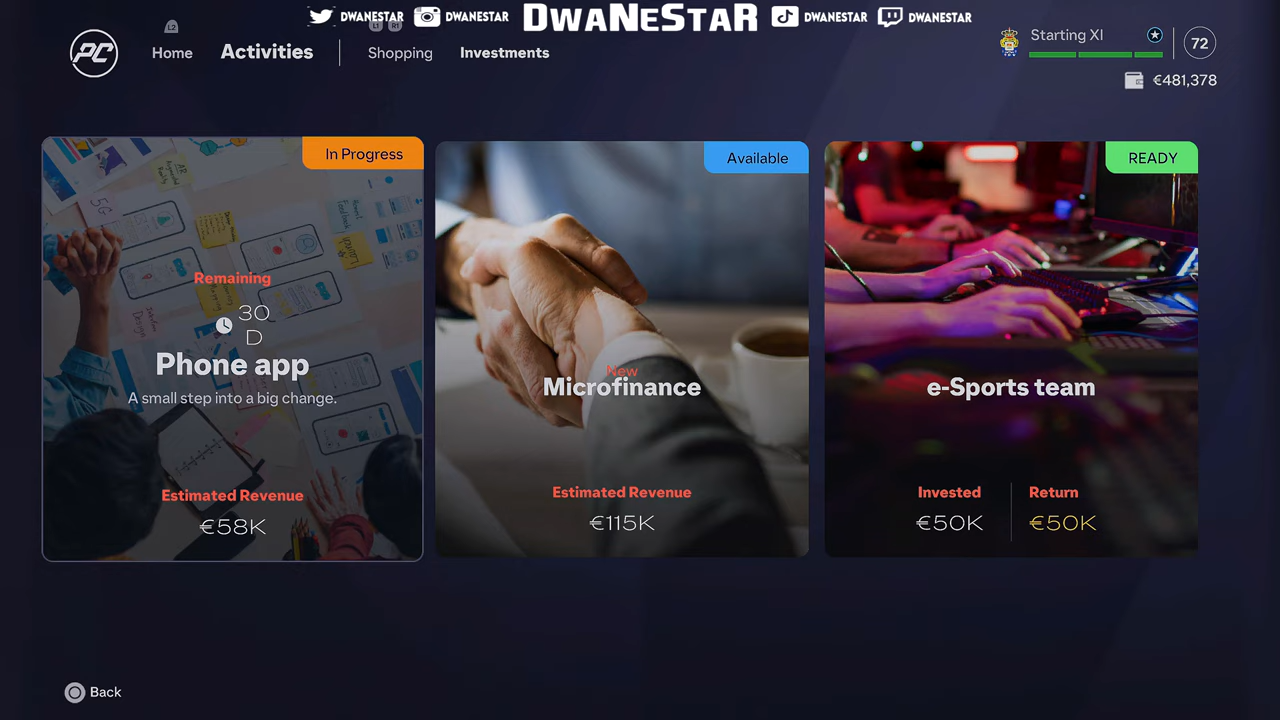 DWANESTAR DWANESTAR DWANESTAR DWANESTAR DWANESTAR
L2
PC Home Activities Shopping Investments
Starting XI 72
€481,378
In Progress
Remaining
30
D
Phone app
A small step into a big change.
Estimated Revenue
€58K
Available
New
Microfinance
Estimated Revenue
€115K
READY
e-Sports team
Invested Return
€50K €50K
Back